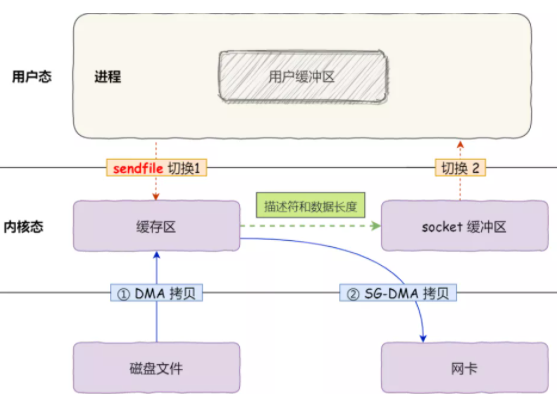 用户态
进程
用户缓冲区
sendfile 切换1
切换 2
描述符和数据长度
内核态
缓存区
socket 缓冲区
① DMA 拷贝
② SG-DMA 拷贝
磁盘文件
网卡